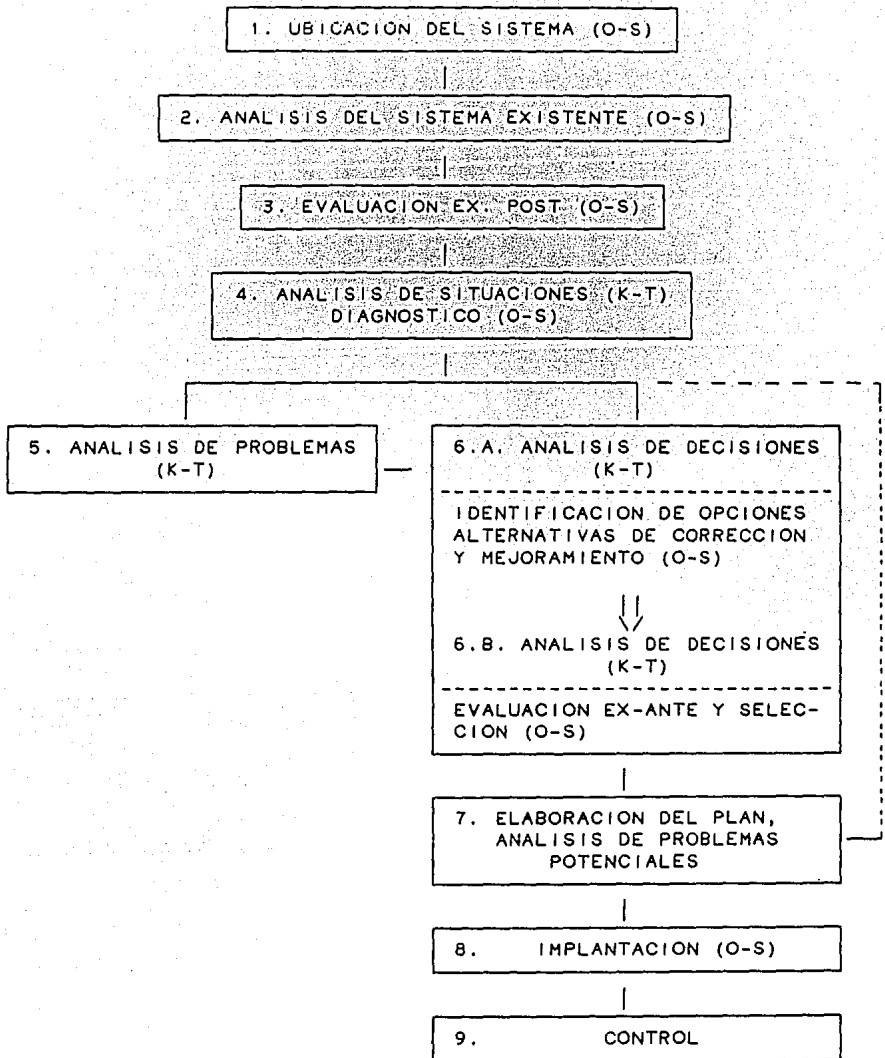 1. UBICACION DEL SISTEMA (O-S)
2. ANALISIS DEL SISTEMA EXISTENTE (O-S)
3. EVALUACION EX. POST (O-S)
4. ANALISIS DE SITUACIONES (K-T)
DIAGNOSTICO (O-S)
5. ANALISIS DE PROBLEMAS
(K-T)
6.A. ANALISIS DE DECISIONES
(K-T)
IDENTIFICACION DE OPCIONES
ALTERNATIVAS DE CORRECCION
Y MEJORAMIENTO (O-S)
6.B. ANALISIS DE DECISIONES
(K-T)
EVALUACION EX-ANTE Y SELEC-
CION (O-S)
7. ELABORACION DEL PLAN,
ANALISIS DE PROBLEMAS
POTENCIALES
8. IMPLANTACION (O-S)
9. CONTROL